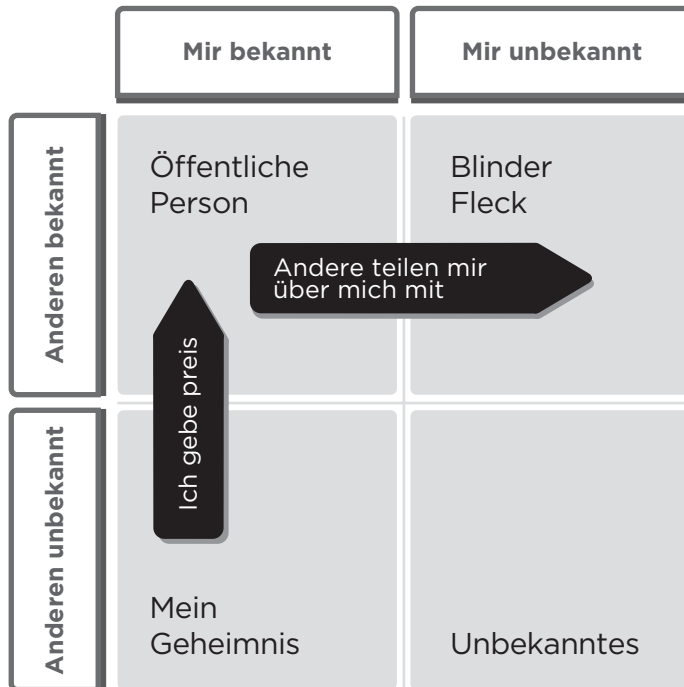 Mir bekannt
Mir unbekannt
Anderen bekannt
Öffentliche
Person
Blinder
Fleck
Andere teilen mir
über mich mit
Ich gebe preis
Anderen unbekannt
Mein
Geheimnis
Unbekanntes